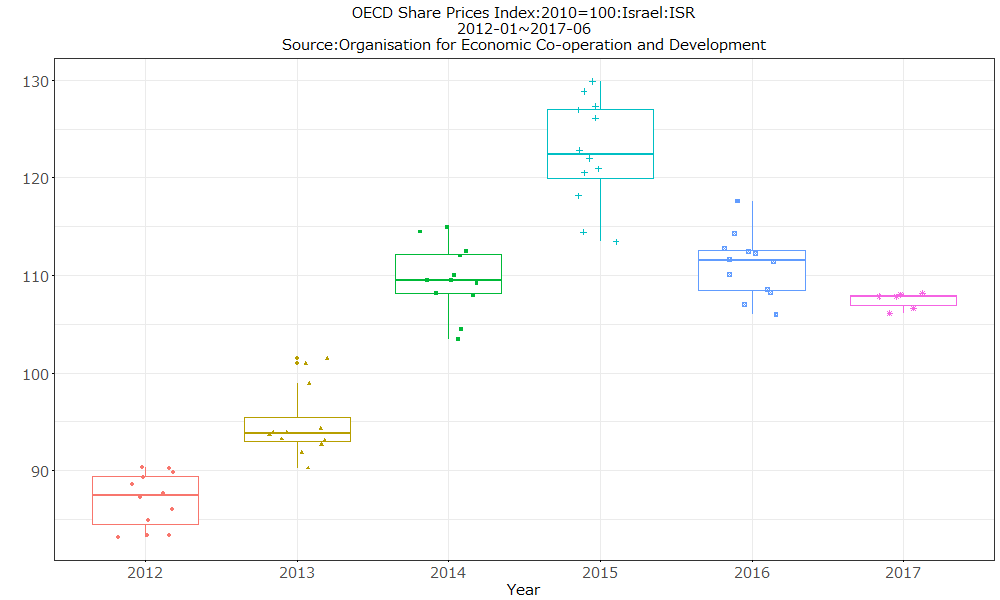 OECD Share Prices Index:2010=100:Israel:ISR
2012-01~2017-06
Source:Organisation for Economic Co-operation and Development
130
120
110
100
90
2012 2013 2014 2015 2016 2017
Year